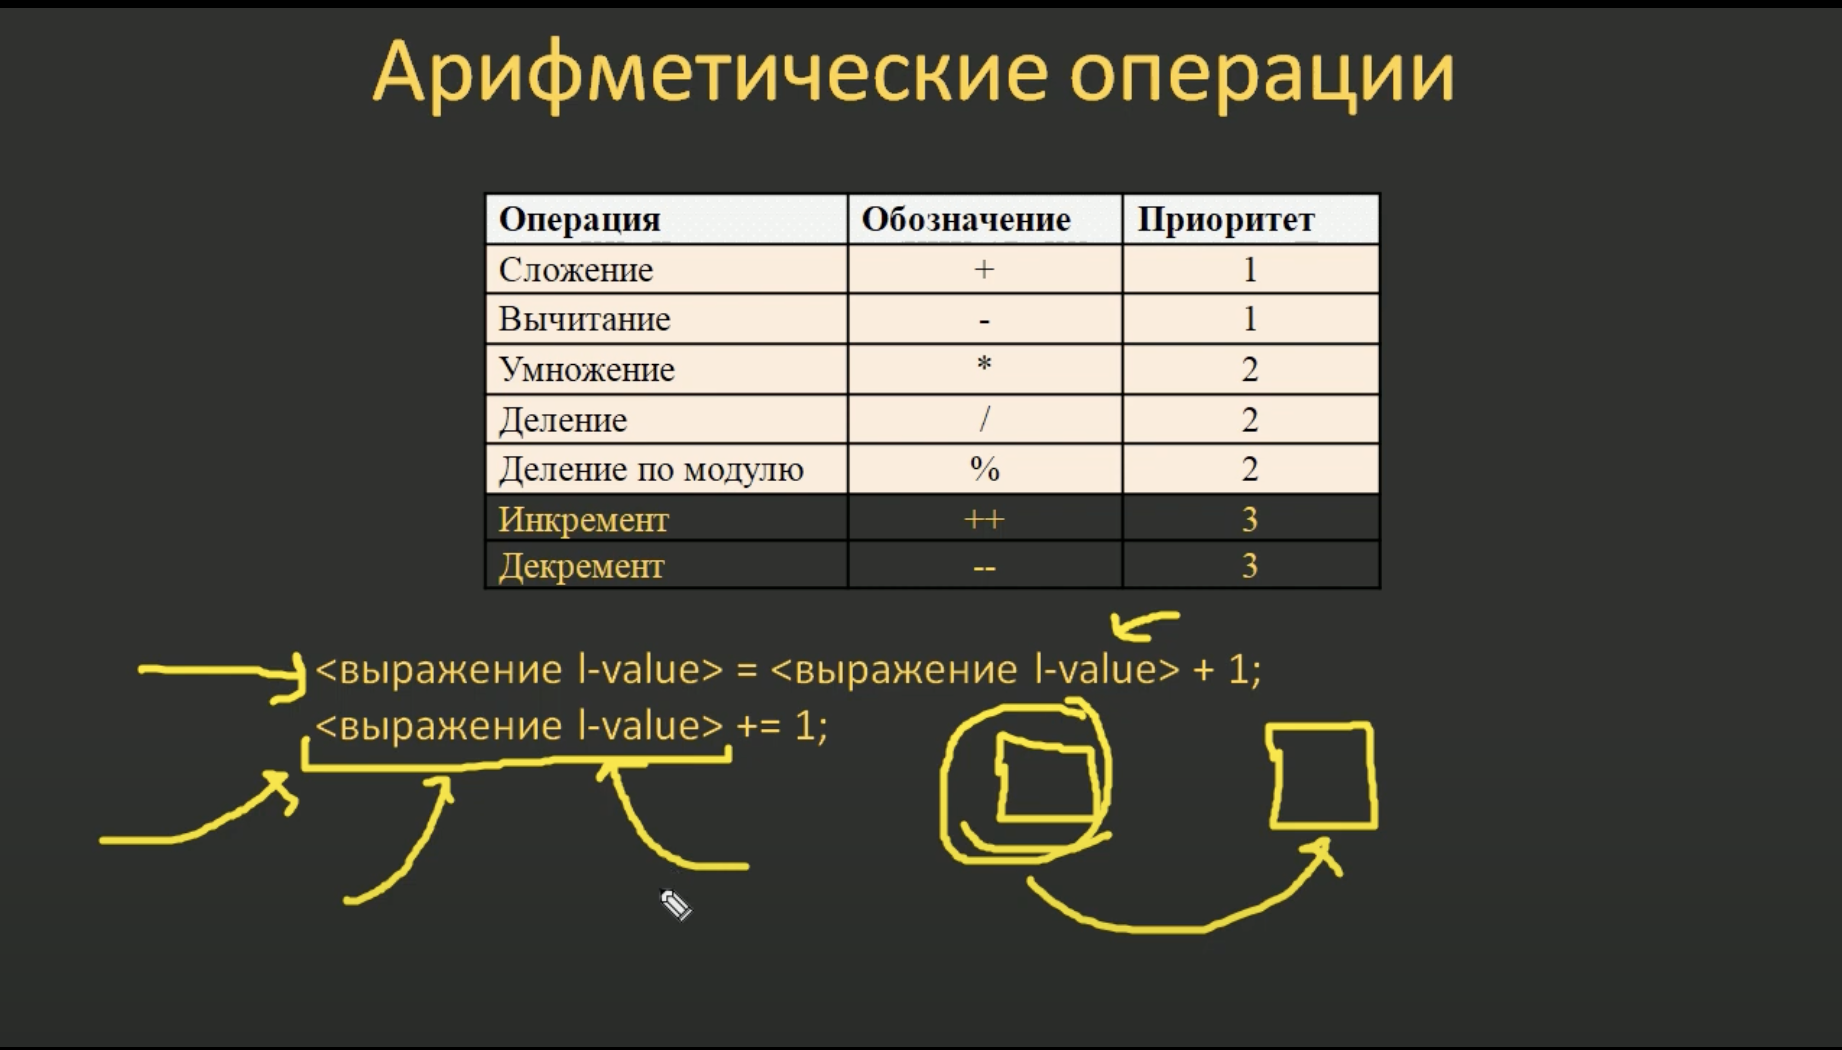 Арифметические операции
Операция Обозначение Приоритет
Сложение + 1
Вычитание - 1
Умножение * 2
Деление / 2
Деление по модулю % 2
Инкремент ++ 3
Декремент -- 3
<выражение l-value> = <выражение l-value> + 1;
<выражение l-value> += 1;